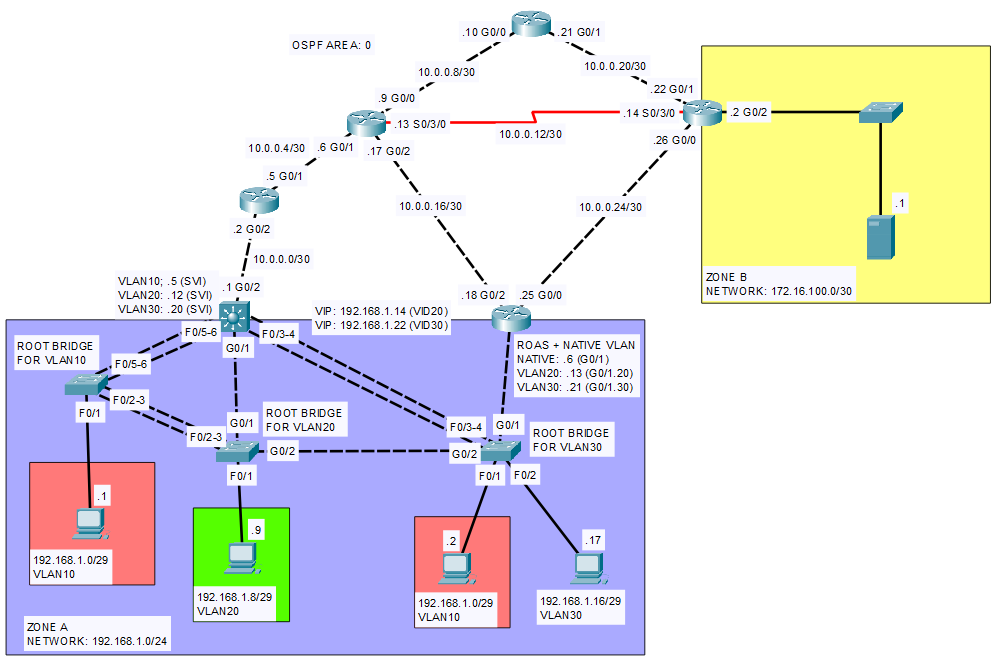 OSPF AREA: 0
.10 G0/0
.21 G0/1
10.0.0.8/30
10.0.0.20/30
.9 G0/0
.22 G0/1
.13 S0/3/0
.14 S0/3/0
10.0.0.12/30
.2 G0/2
.26 G0/0
10.0.0.4/30
.6 G0/1
.17 G0/2
.5 G0/1
10.0.0.16/30
10.0.0.24/30
.1
.2 G0/2
10.0.0.0/30
ZONE B
NETWORK: 172.16.100.0/30
VLAN10; .5 (SVI)
VLAN20: .12 (SVI)
VLAN30: .20 (SVI)
.1 G0/2
.18 G0/2
.25 G0/0
VIP: 192.168.1.14 (VID20)
VIP: 192.168.1.22 (VID30)
F0/5-6
F0/3-4
G0/1
ROOT BRIDGE
FOR VLAN10
F0/5-6
ROAS + NATIVE VLAN
NATIVE: .6 (G0/1)
VLAN20: .13 (G0/1.20)
VLAN30: .21 (G0/1.30)
F0/1
F0/2-3
F0/2-3
G0/1
ROOT BRIDGE
FOR VLAN20
G0/2
F0/1
F0/3-4
G0/1
ROOT BRIDGE
FOR VLAN30
G0/2
F0/1
F0/2
.1
192.168.1.0/29
VLAN10
.9
192.168.1.8/29
VLAN20
.2
192.168.1.0/29
VLAN10
.17
192.168.1.16/29
VLAN30
ZONE A
NETWORK: 192.168.1.0/24